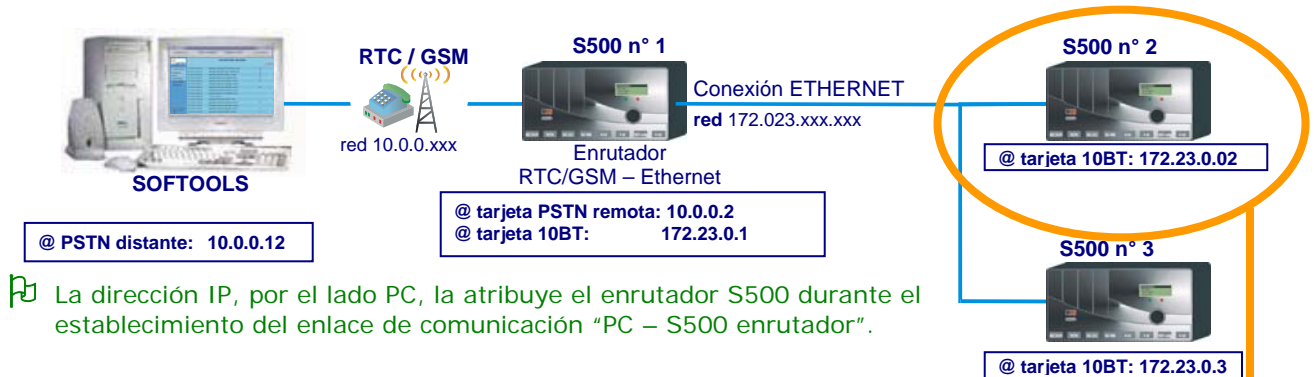 RTC / GSM
red 10.0.0.xxx
SOFTOOLS
@ PSTN distante: 10.0.0.12
S500 n° 1
Enrutador
RTC/GSM – Ethernet
@ tarjeta PSTN remota: 10.0.0.2
@ tarjeta 10BT: 172.23.0.1
Conexión ETHERNET
red 172.023.xxx.xxx
S500 n° 2
@ tarjeta 10BT: 172.23.0.02
S500 n° 3
@ tarjeta 10BT: 172.23.0.3
La dirección IP, por el lado PC, la atribuye el enrutador S500 durante el
establecimiento del enlace de comunicación “PC – S500 enrutador”.